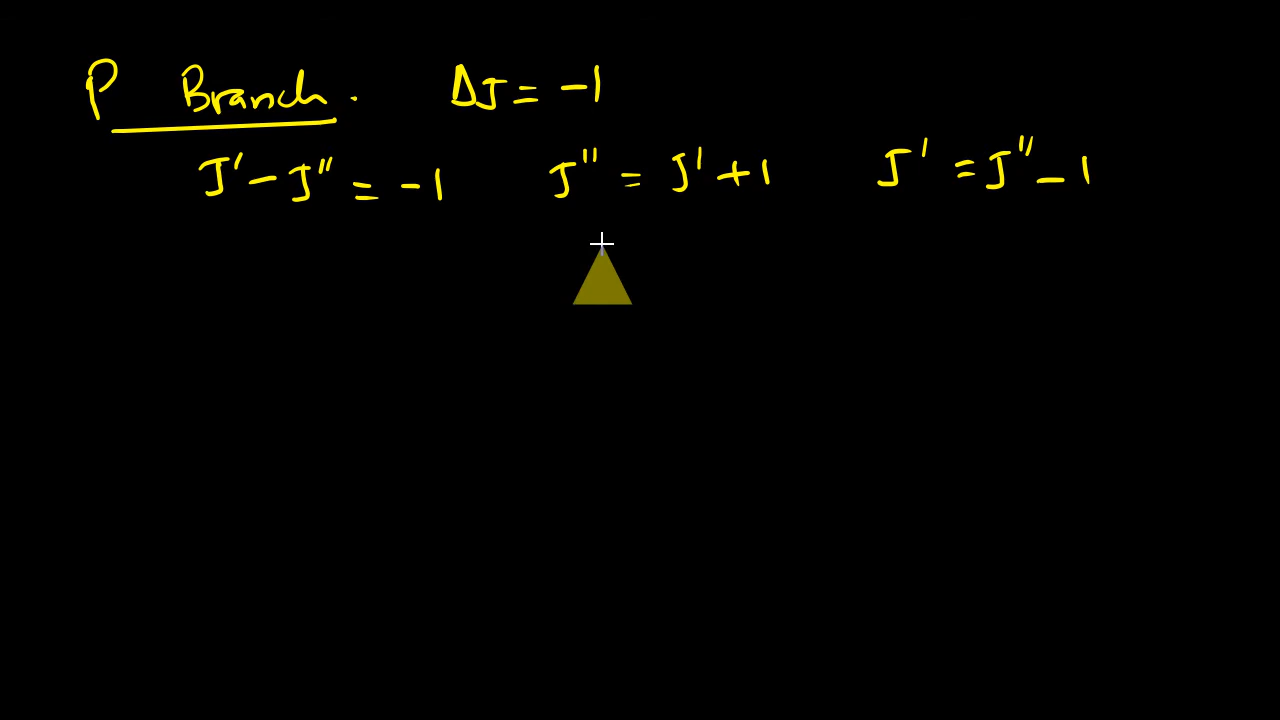 P Branch. ΔJ = -1
J' - J'' = -1 J'' = J' + 1 J' = J'' - 1